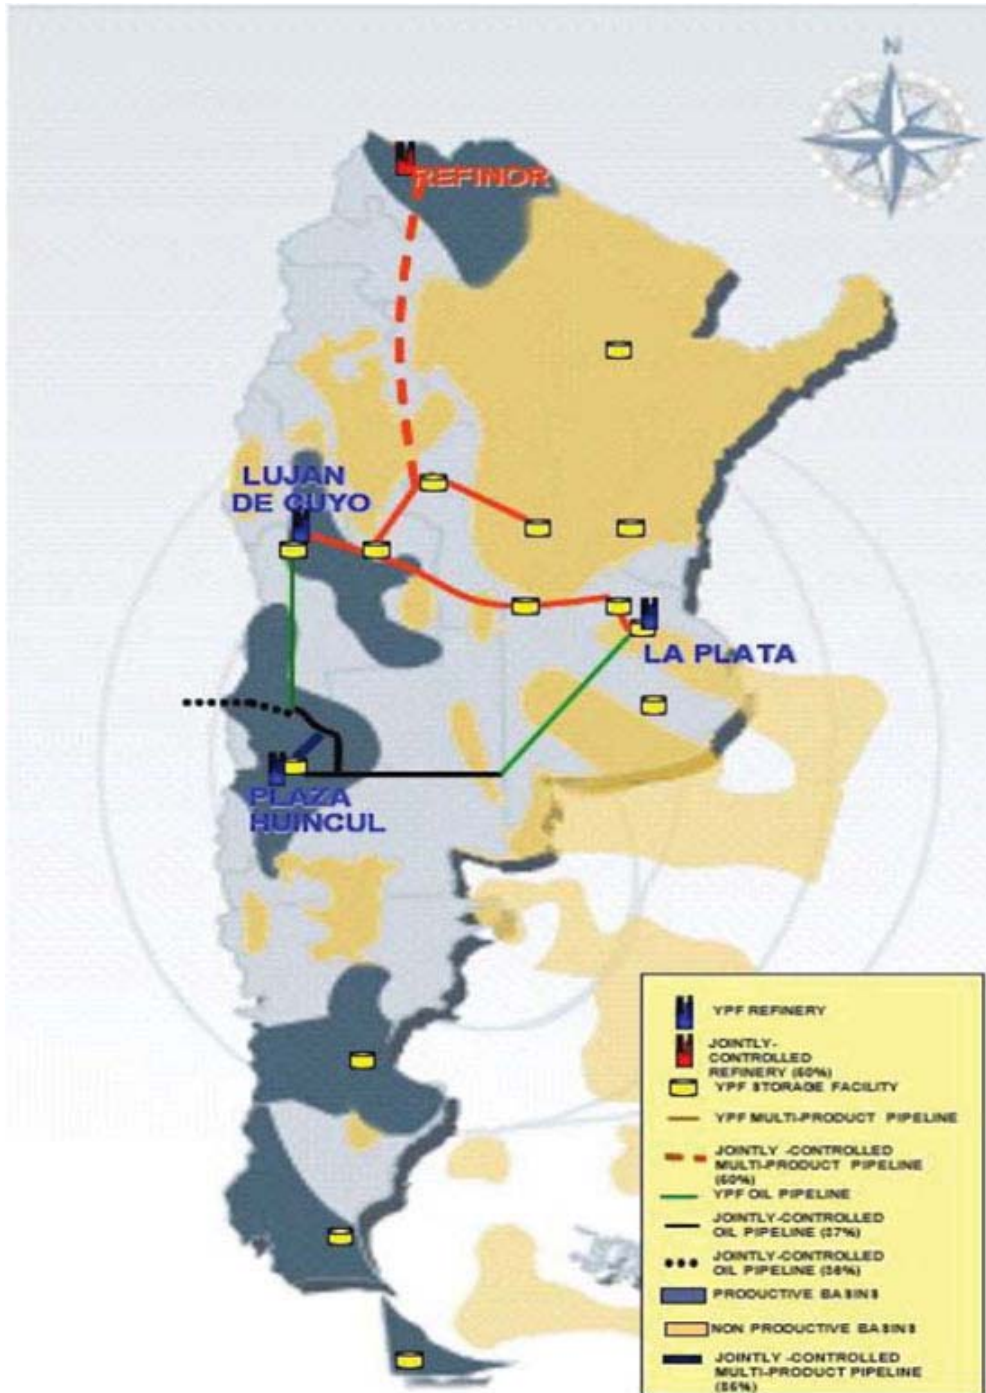 N
REFINOR
LUJAN
DE CUYO
LA PLATA
PLAZA
HUINCUL
YPF REFINERY
JOINTLY-
CONTROLLED
REFINERY (50%)
YPF STORAGE FACILITY
YPF MULTI-PRODUCT PIPELINE
JOINTLY -CONTROLLED
MULTI-PRODUCT PIPELINE
(50%)
YPF OIL PIPELINE
JOINTLY-CONTROLLED
OIL PIPELINE (37%)
JOINTLY-CONTROLLED
OIL PIPELINE (36%)
PRODUCTIVE BASINS
NON PRODUCTIVE BASINS
JOINTLY -CONTROLLED
MULTI-PRODUCT PIPELINE